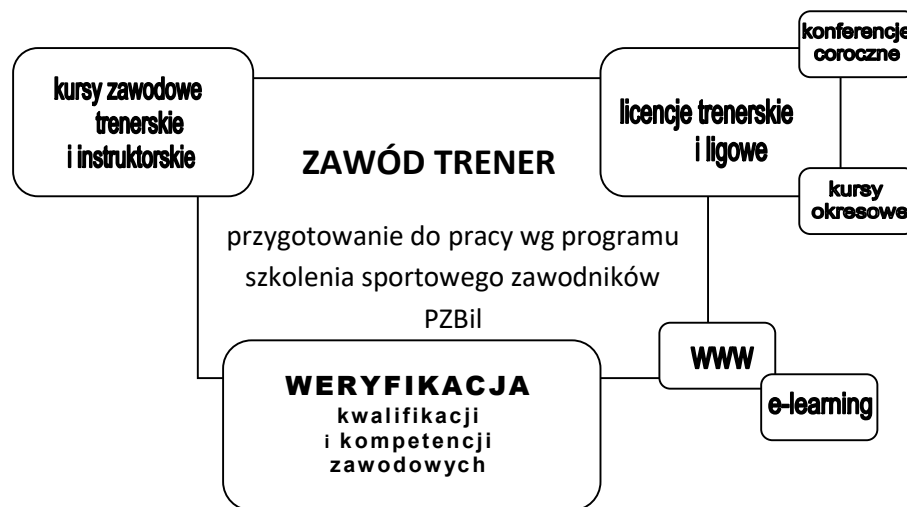 kursy zawodowe
trenerskie
i instruktorskie
konferencje
coroczne
licencje trenerskie
i ligowe
kursy
okresowe
ZAWÓD TRENER
przygotowanie do pracy wg programu
szkolenia sportowego zawodników
PZBil
WWW
e-learning
WERYFIKACJA
kwalifikacji
i kompetencji
zawodowych